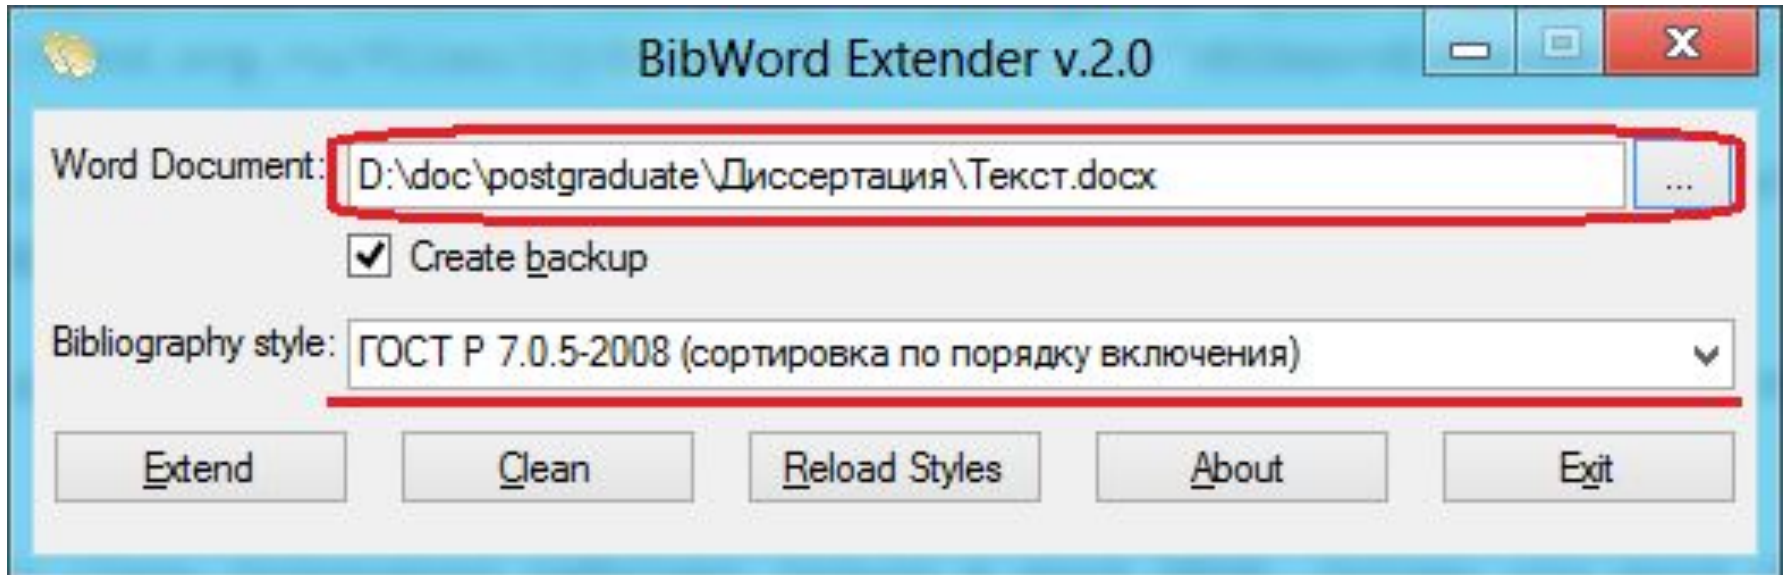 BibWord Extender v.2.0
Word Document: D:\doc\postgraduate\Диссертация\Текст.docx ...
Create backup
Bibliography style: ГОСТ Р 7.0.5-2008 (сортировка по порядку включения)
Extend Clean Reload Styles About Exit